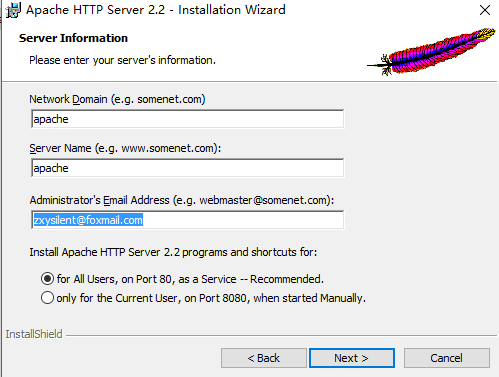 Apache HTTP Server 2.2 - Installation Wizard
Server Information
Please enter your server's information.
Network Domain (e.g. somenet.com)
apache
Server Name (e.g. www.somenet.com):
apache
Administrator's Email Address (e.g. webmaster@somenet.com):
zxysilent@foxmail.com
Install Apache HTTP Server 2.2 programs and shortcuts for:
for All Users, on Port 80, as a Service -- Recommended.
only for the Current User, on Port 8080, when started Manually.
InstallShield
< Back Next > Cancel